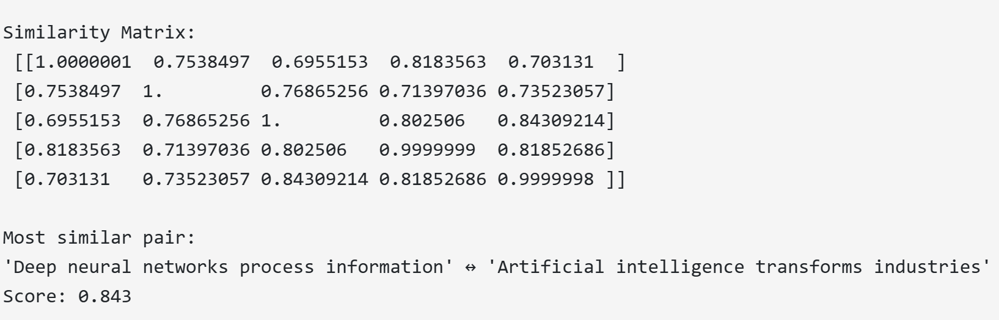 Similarity Matrix:
 [[1.0000001  0.7538497  0.6955153  0.8183563  0.703131  ]
 [0.7538497  1.         0.76865256 0.71397036 0.73523057]
 [0.6955153  0.76865256 1.         0.802506   0.84309214]
 [0.8183563  0.71397036 0.802506   0.9999999  0.81852686]
 [0.703131   0.73523057 0.84309214 0.81852686 0.9999998 ]]
Most similar pair:
'Deep neural networks process information' ↔ 'Artificial intelligence transforms industries'
Score: 0.843